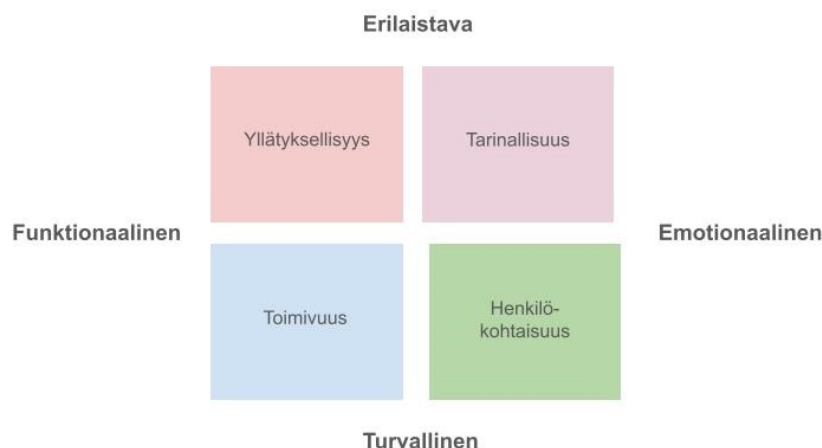 Erilaistava
Yllätyksellisyys
Tarinallisuus
Funktionaalinen
Emotionaalinen
Toimivuus
Henkilö-
kohtaisuus
Turvallinen